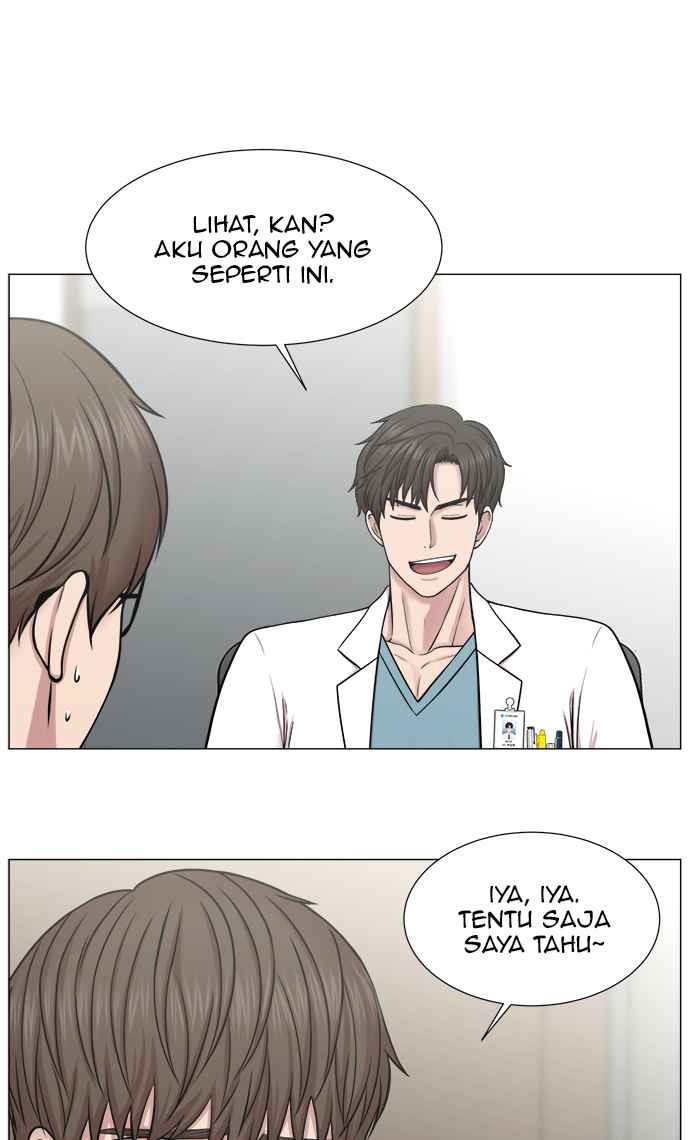 LIHAT, KAN?
AKU ORANG YANG
SEPERTI INI.
IYA, IYA.
TENTU SAJA
SAYA TAHU~